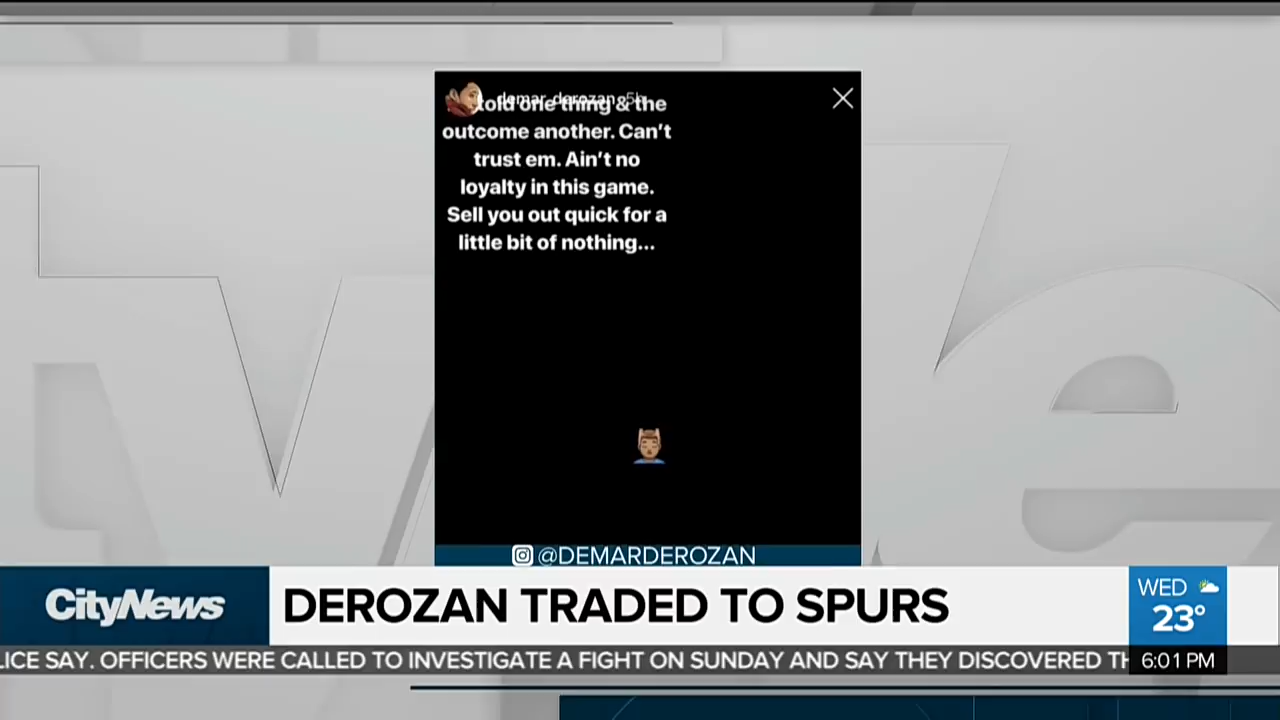 demar_derozan 5h
told one thing & the
outcome another. Can't
trust em. Ain't no
loyalty in this game.
Sell you out quick for a
little bit of nothing...
@DEMARDEROZAN
CityNews
DEROZAN TRADED TO SPURS
WED
23°
LICE SAY. OFFICERS WERE CALLED TO INVESTIGATE A FIGHT ON SUNDAY AND SAY THEY DISCOVERED TH
6:01 PM